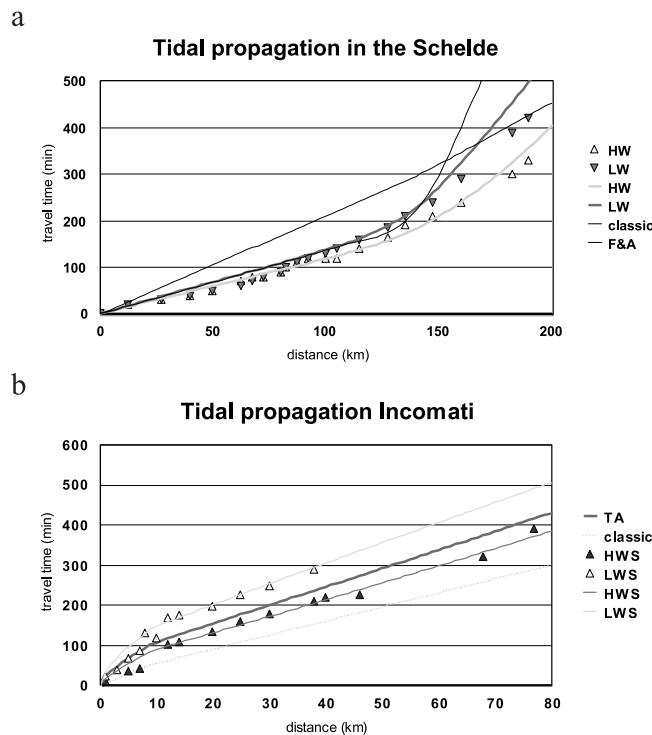 a
Tidal propagation in the Schelde
500
400
300
200
100
0
travel time (min)
0 50 100 150 200
distance (km)
HW
LW
HW
LW
classic
F&A
b
Tidal propagation Incomati
600
500
400
300
200
100
0
travel time (min)
0 10 20 30 40 50 60 70 80
distance (km)
TA
classic
HWS
LWS
HWS
LWS